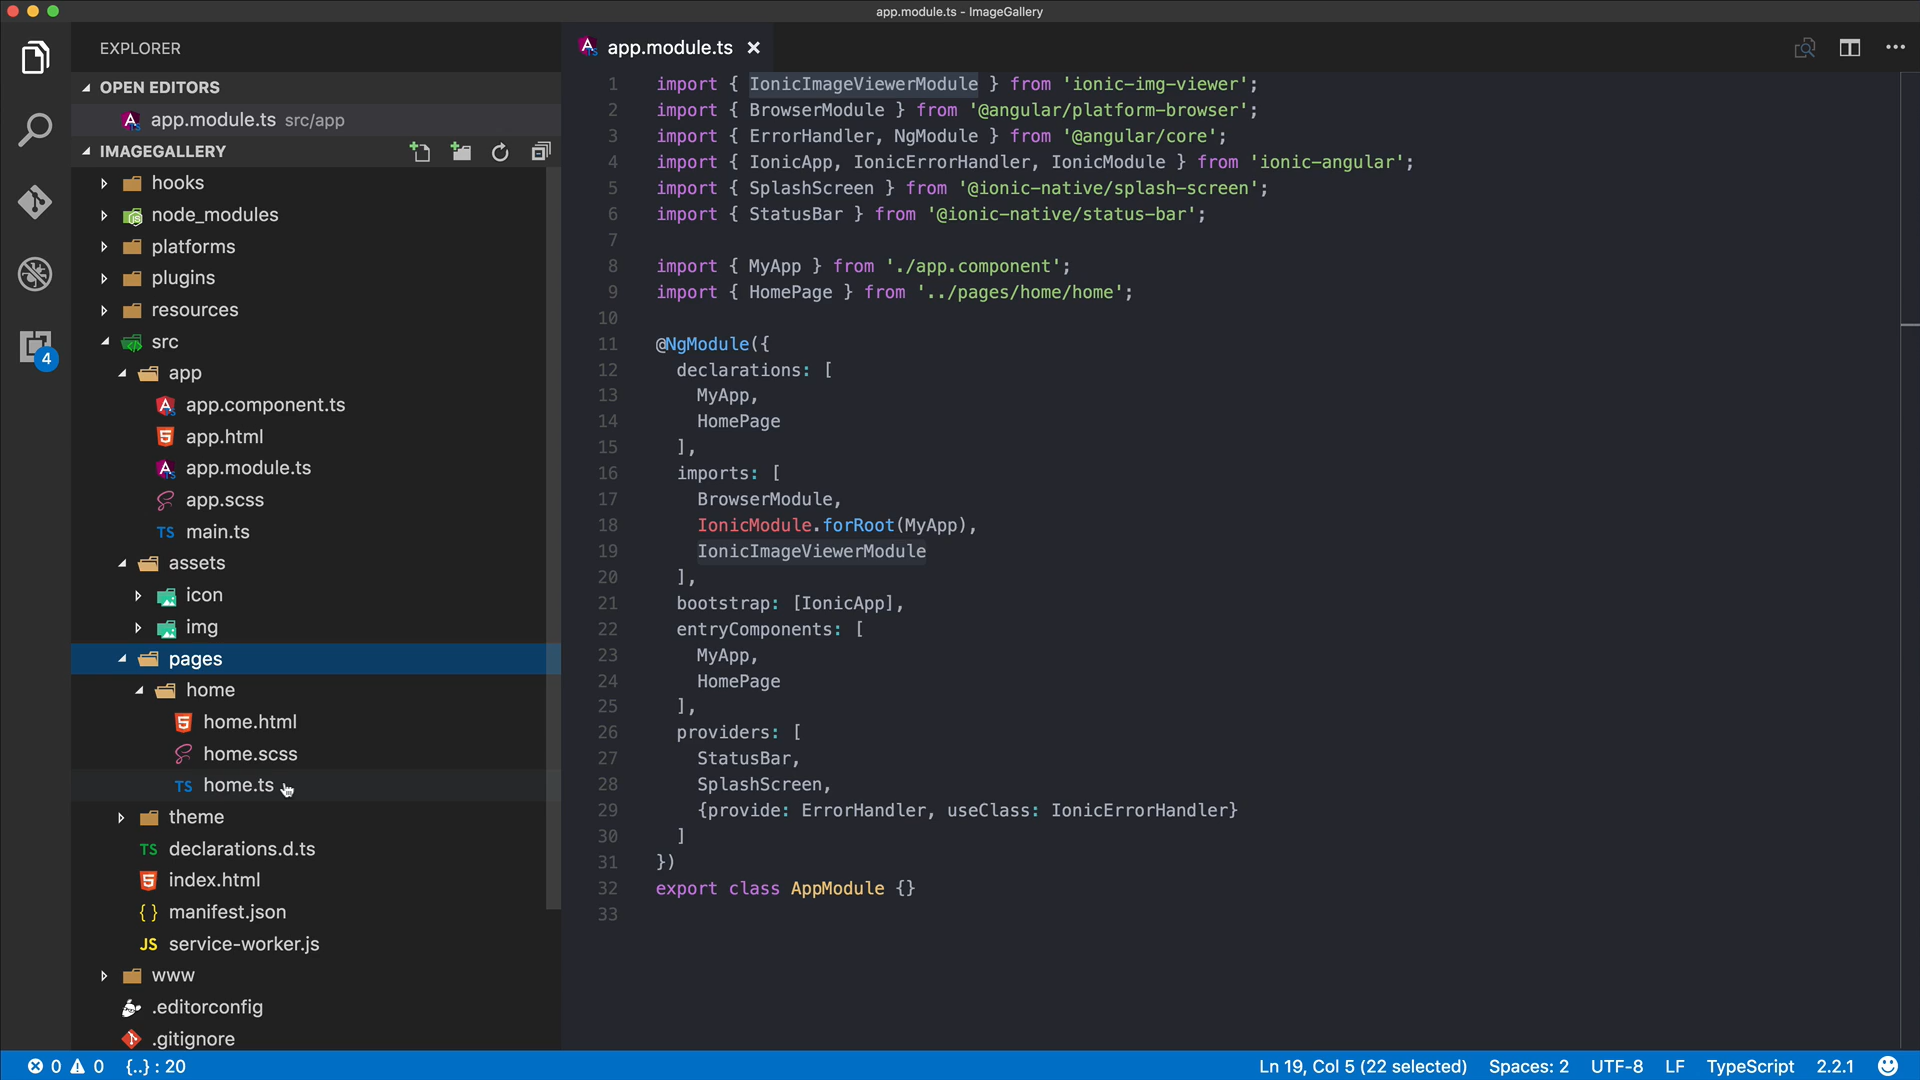 app.module.ts - ImageGallery
EXPLORER
OPEN EDITORS
app.module.ts src/app
IMAGEGALLERY
hooks
node_modules
platforms
plugins
resources
src
app
app.component.ts
app.html
app.module.ts
app.scss
TS main.ts
assets
icon
img
pages
home
home.html
home.scss
TS home.ts
theme
TS declarations.d.ts
index.html
{ } manifest.json
JS service-worker.js
www
.editorconfig
.gitignore
4
app.module.ts
1 import { IonicImageViewerModule } from 'ionic-img-viewer';
2 import { BrowserModule } from '@angular/platform-browser';
3 import { ErrorHandler, NgModule } from '@angular/core';
4 import { IonicApp, IonicErrorHandler, IonicModule } from 'ionic-angular';
5 import { SplashScreen } from '@ionic-native/splash-screen';
6 import { StatusBar } from '@ionic-native/status-bar';
7
8 import { MyApp } from './app.component';
9 import { HomePage } from '../pages/home/home';
10
11 @NgModule({
12 declarations: [
13 MyApp,
14 HomePage
15 ],
16 imports: [
17 BrowserModule,
18 IonicModule.forRoot(MyApp),
19 IonicImageViewerModule
20 ],
21 bootstrap: [IonicApp],
22 entryComponents: [
23 MyApp,
24 HomePage
25 ],
26 providers: [
27 StatusBar,
28 SplashScreen,
29 {provide: ErrorHandler, useClass: IonicErrorHandler}
30 ]
31 })
32 export class AppModule {}
33
0 0 {..} : 20 Ln 19, Col 5 (22 selected) Spaces: 2 UTF-8 LF TypeScript 2.2.1